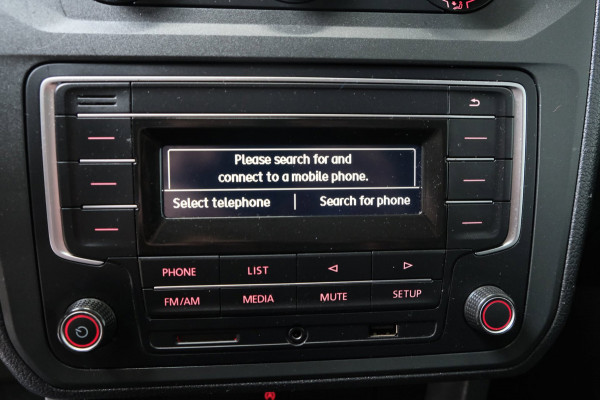 Please search for and
connect to a mobile phone.
Select telephone | Search for phone
PHONE LIST
FM/AM MEDIA MUTE SETUP